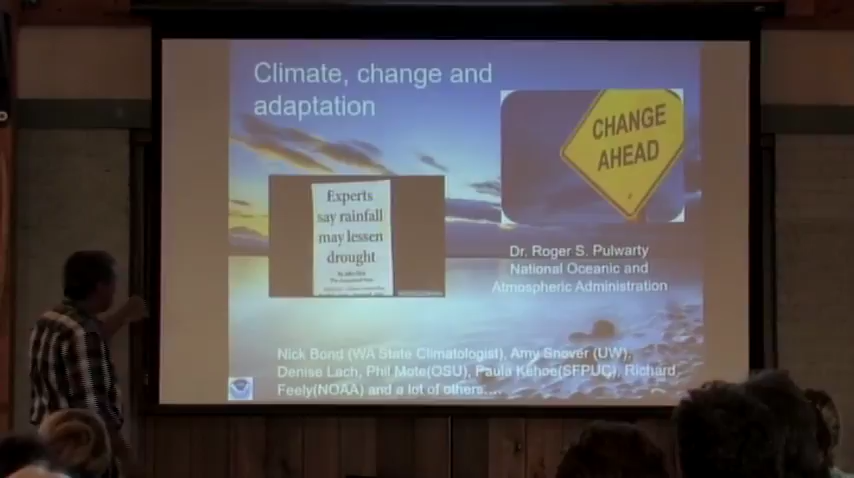 Climate, change and
adaptation
CHANGE
AHEAD
Experts
say rainfall
may lessen
drought
Dr. Roger S. Pulwarty
National Oceanic and
Atmospheric Administration
Nick Bond (WA State Climatologist), Amy Snover (UW),
Denise Lach, Phil Mote(OSU), Paula Kehoe(SFPUC), Richard
Feely(NOAA) and a lot of others….